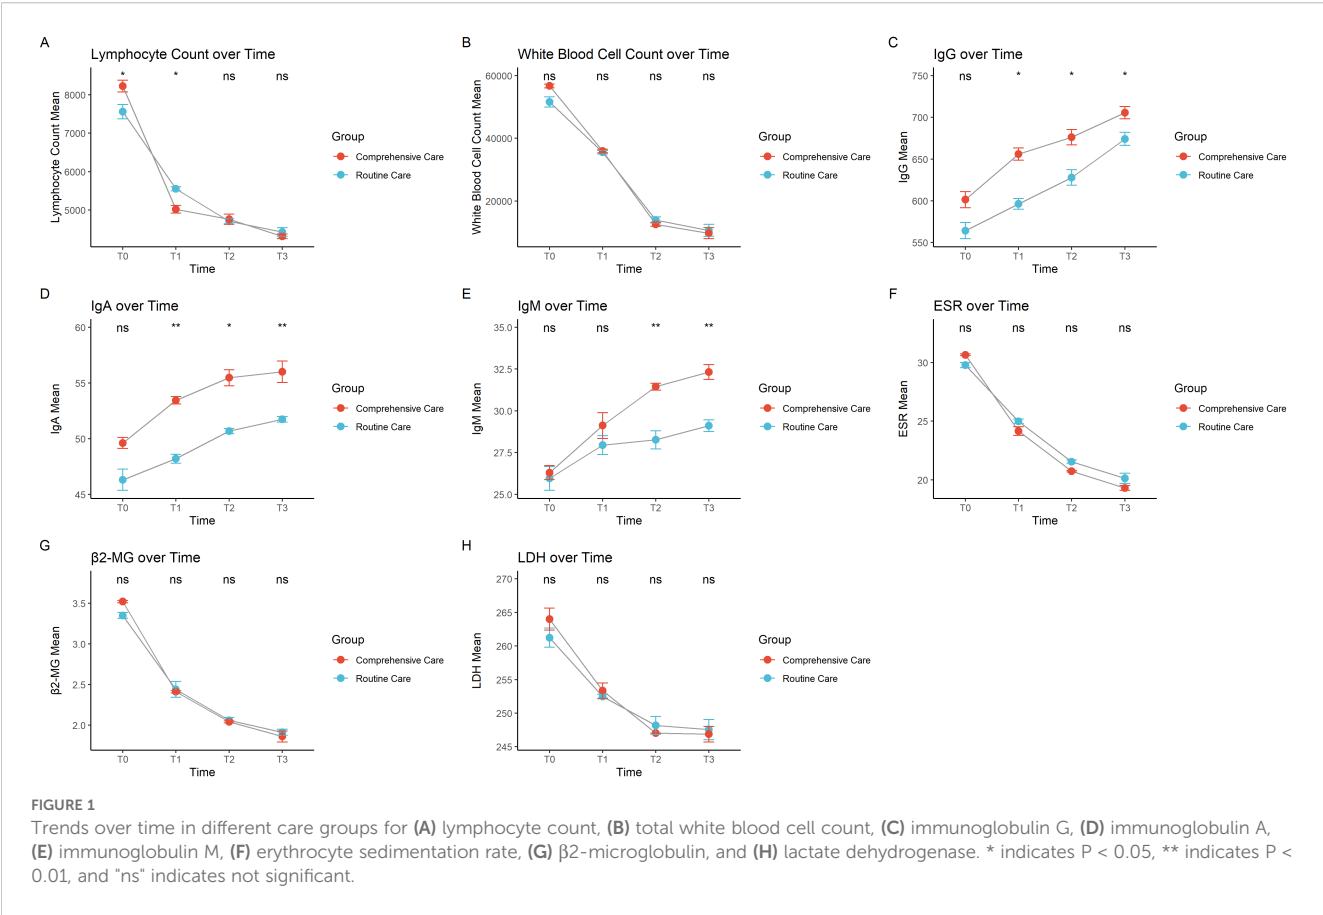 A
Lymphocyte Count over Time
* * ns ns
Lymphocyte Count Mean
8000
7000
6000
5000
T0 T1 T2 T3
Time
Group
Comprehensive Care
Routine Care
B
White Blood Cell Count over Time
ns ns ns ns
White Blood Cell Count Mean
60000
40000
20000
T0 T1 T2 T3
Time
Group
Comprehensive Care
Routine Care
C
IgG over Time
ns * * *
IgG Mean
750
700
650
600
550
T0 T1 T2 T3
Time
Group
Comprehensive Care
Routine Care
D
IgA over Time
ns ** * **
IgA Mean
60
55
50
45
T0 T1 T2 T3
Time
Group
Comprehensive Care
Routine Care
E
IgM over Time
ns ns ** **
IgM Mean
35.0
32.5
30.0
27.5
25.0
T0 T1 T2 T3
Time
Group
Comprehensive Care
Routine Care
F
ESR over Time
ns ns ns ns
ESR Mean
30
25
20
T0 T1 T2 T3
Time
Group
Comprehensive Care
Routine Care
G
β2-MG over Time
ns ns ns ns
β2-MG Mean
3.5
2.5
2.0
T0 T1 T2 T3
Time
Group
Comprehensive Care
Routine Care
H
LDH over Time
ns ns ns ns
LDH Mean
270
265
260
255
250
245
T0 T1 T2 T3
Time
Group
Comprehensive Care
Routine Care
FIGURE 1
Trends over time in different care groups for (A) lymphocyte count, (B) total white blood cell count, (C) immunoglobulin G, (D) immunoglobulin A,
(E) immunoglobulin M, (F) erythrocyte sedimentation rate, (G) β2-microglobulin, and (H) lactate dehydrogenase. * indicates P < 0.05, ** indicates P <
0.01, and "ns" indicates not significant.